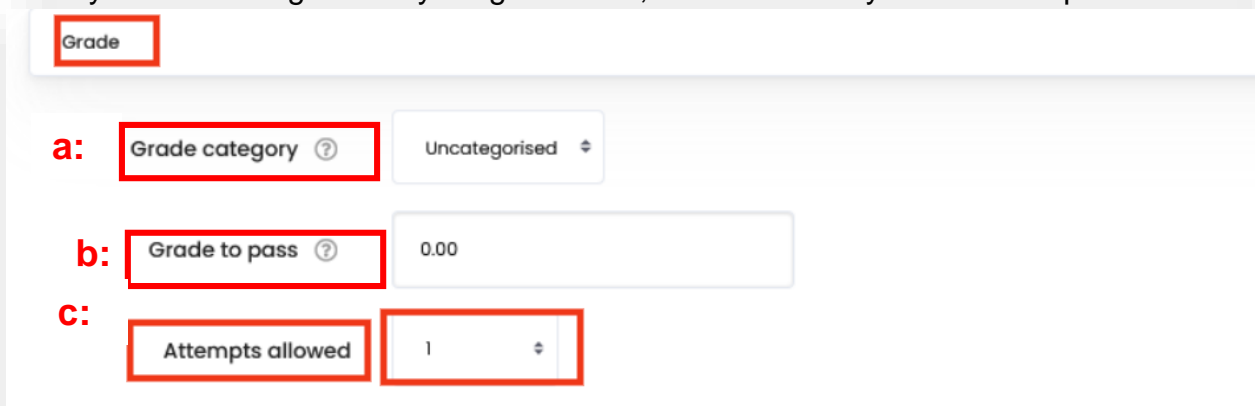 Grade
a: Grade category ? Uncategorised
b: Grade to pass ? 0.00
c:
Attempts allowed 1